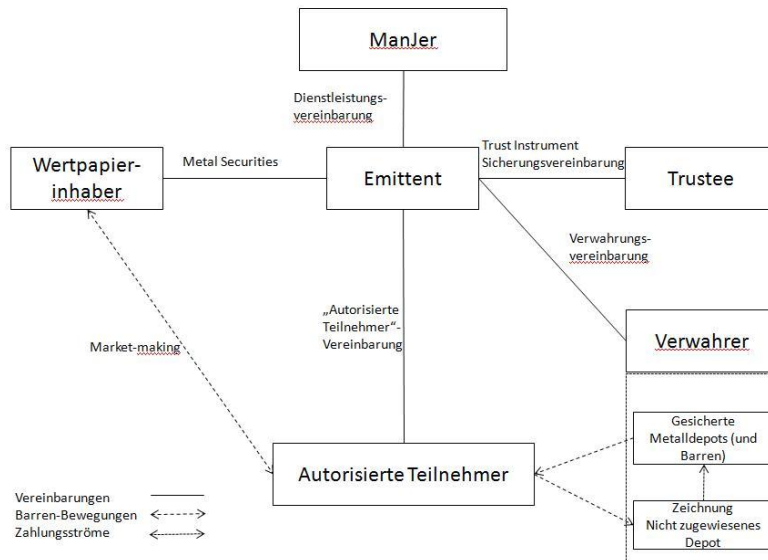 ManJer
Dienstleistungs-
vereinbarung
Wertpapier-
inhaber
Metal Securities
Emittent
Trust Instrument
Sicherungsvereinbarung
Trustee
Verwahrungs-
vereinbarung
„Autorisierte
Teilnehmer“-
Vereinbarung
Market-making
Verwahrer
Gesicherte
Metalldepots (und
Barren)
Autorisierte Teilnehmer
Zeichnung
Nicht zugewiesenes
Depot
Vereinbarungen
Barren-Bewegungen
Zahlungsströme